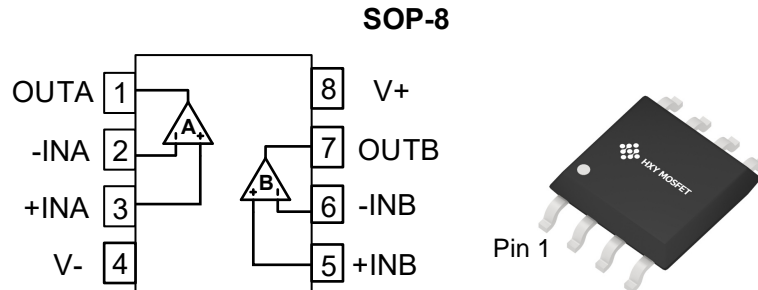 SOP-8
OUTA 1
-INA 2
+INA 3
V- 4
A
- +
8 V+
7 OUTB
6 -INB
5 +INB
B
+ -
HXY MOSFET
Pin 1